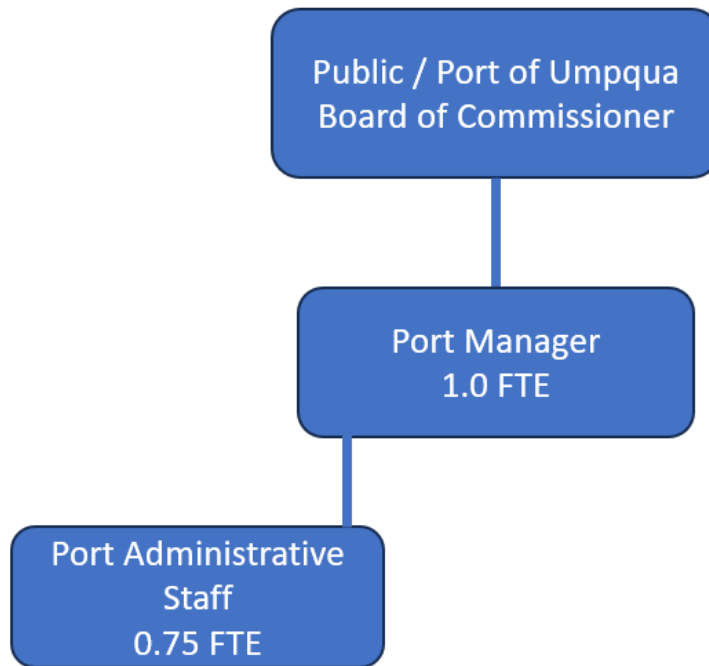 Public / Port of Umpqua
Board of Commissioner
Port Manager
1.0 FTE
Port Administrative
Staff
0.75 FTE